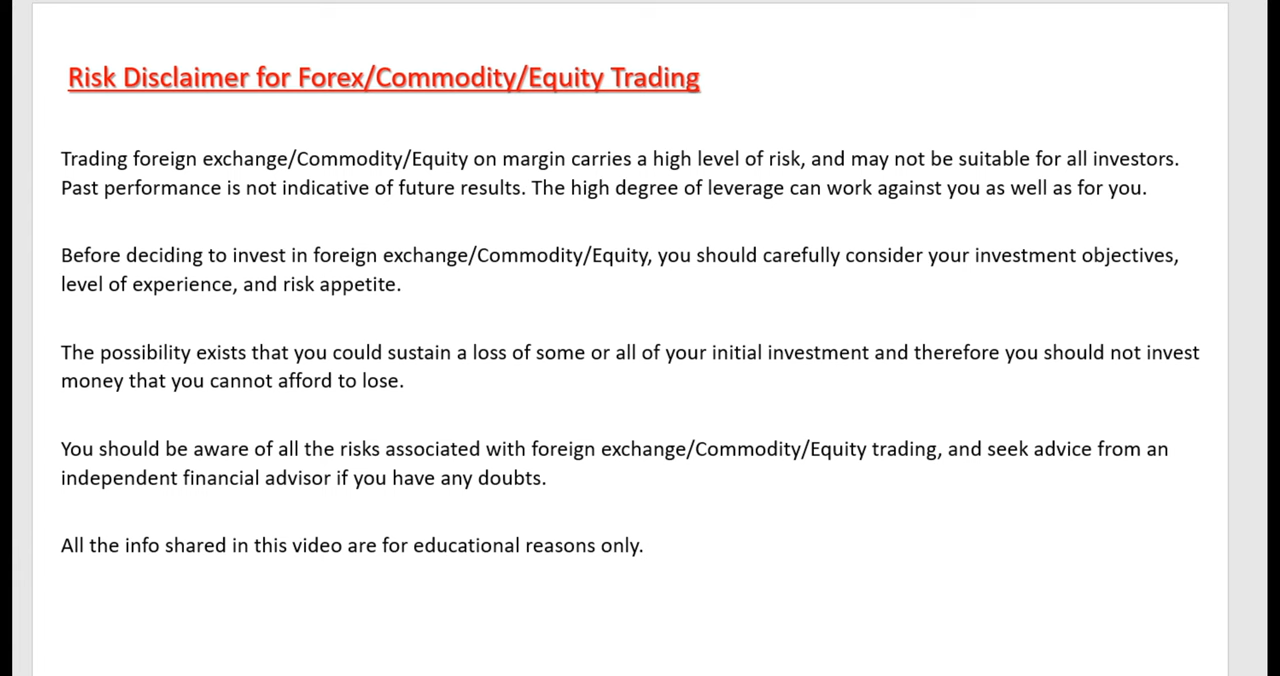 Risk Disclaimer for Forex/Commodity/Equity Trading
Trading foreign exchange/Commodity/Equity on margin carries a high level of risk, and may not be suitable for all investors.
Past performance is not indicative of future results. The high degree of leverage can work against you as well as for you.
Before deciding to invest in foreign exchange/Commodity/Equity, you should carefully consider your investment objectives,
level of experience, and risk appetite.
The possibility exists that you could sustain a loss of some or all of your initial investment and therefore you should not invest
money that you cannot afford to lose.
You should be aware of all the risks associated with foreign exchange/Commodity/Equity trading, and seek advice from an
independent financial advisor if you have any doubts.
All the info shared in this video are for educational reasons only.